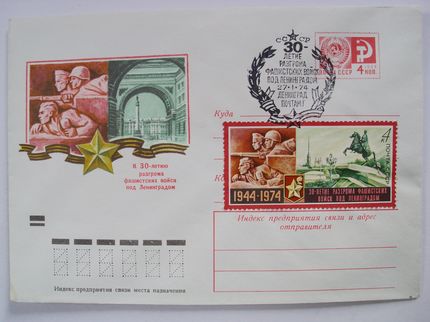 СССР
30-
ЛЕТИЕ
РАЗГРОМА
ФАШИСТСКИХ ВОЙСК
ПОД ЛЕНИНГРАДОМ
27-1-74
ЛЕНИНГРАД
ПОЧТАМТ
ПОЧТА СССР
4 КОП.
К 30-летию
разгрома
фашистских войск
под Ленинградом
Куда
4
1944-1974
30-ЛЕТИЕ РАЗГРОМА ФАШИСТСКИХ
ВОЙСК ПОД ЛЕНИНГРАДОМ
Индекс предприятия связи и адрес
отправителя
Индекс предприятия связи места назначения